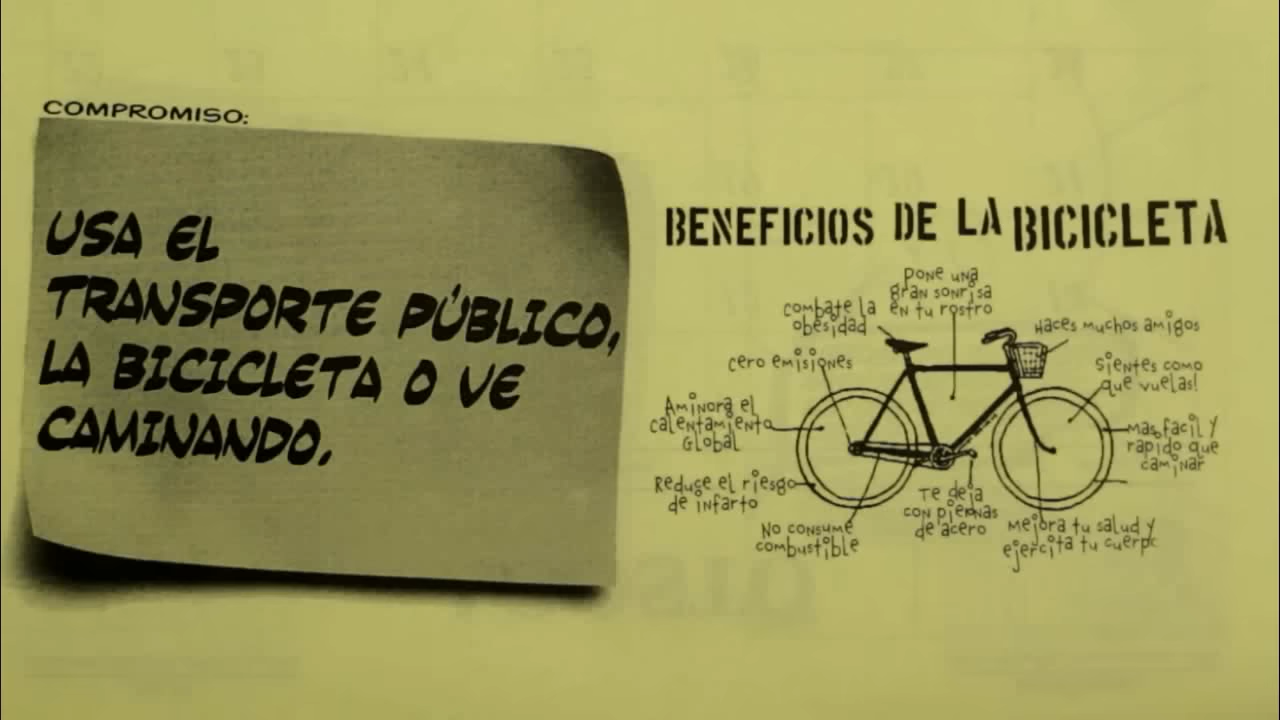 COMPROMISO:
USA EL
TRANSPORTE PÚBLICO,
LA BICICLETA O VE
CAMINANDO.
BENEFICIOS DE LA BICICLETA
pone una
gran sonrisa
en tu rostro
combate la
obesidad
Haces muchos amigos
cero emisiones
sientes como
que vuelas!
Aminora el
calentamiento
Global
Mas facil y
rapido que
caminar
Reduce el riesgo
de infarto
Te deja
con piernas
de acero
No consume
combustible
Mejora tu salud y
ejercita tu cuerpo